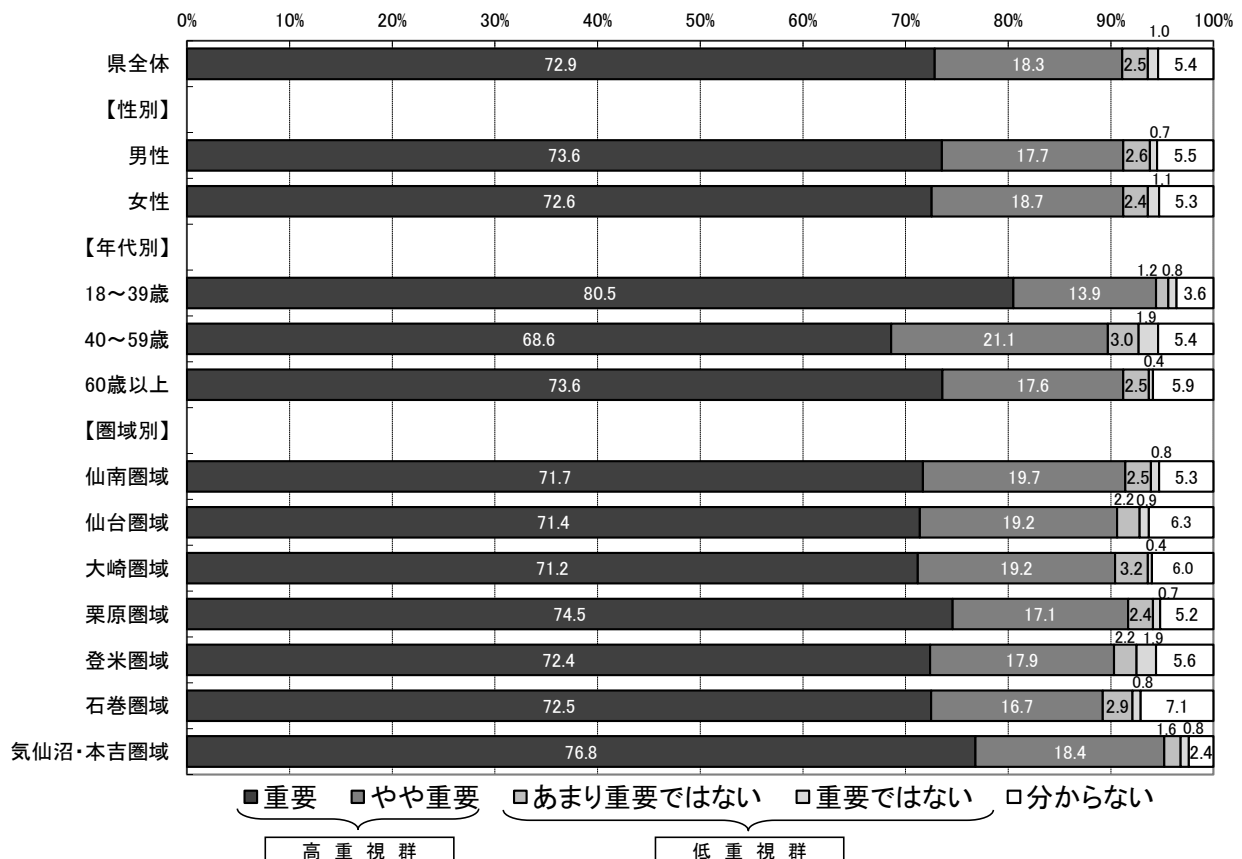 0% 10% 20% 30% 40% 50% 60% 70% 80% 90% 100%
県全体 72.9 18.3 2.5 1.0 5.4
【性別】
男性 73.6 17.7 2.6 0.7 5.5
女性 72.6 18.7 2.4 1.1 5.3
【年代別】
18～39歳 80.5 13.9 1.2 0.8 3.6
40～59歳 68.6 21.1 3.0 1.9 5.4
60歳以上 73.6 17.6 2.5 0.4 5.9
【圏域別】
仙南圏域 71.7 19.7 2.5 0.8 5.3
仙台圏域 71.4 19.2 2.2 0.9 6.3
大崎圏域 71.2 19.2 3.2 0.4 6.0
栗原圏域 74.5 17.1 2.4 0.7 5.2
登米圏域 72.4 17.9 2.2 1.9 5.6
石巻圏域 72.5 16.7 2.9 0.8 7.1
気仙沼・本吉圏域 76.8 18.4 1.6 0.8 2.4
重要 やや重要 あまり重要ではない 重要ではない 分からない
高重視群 低重視群